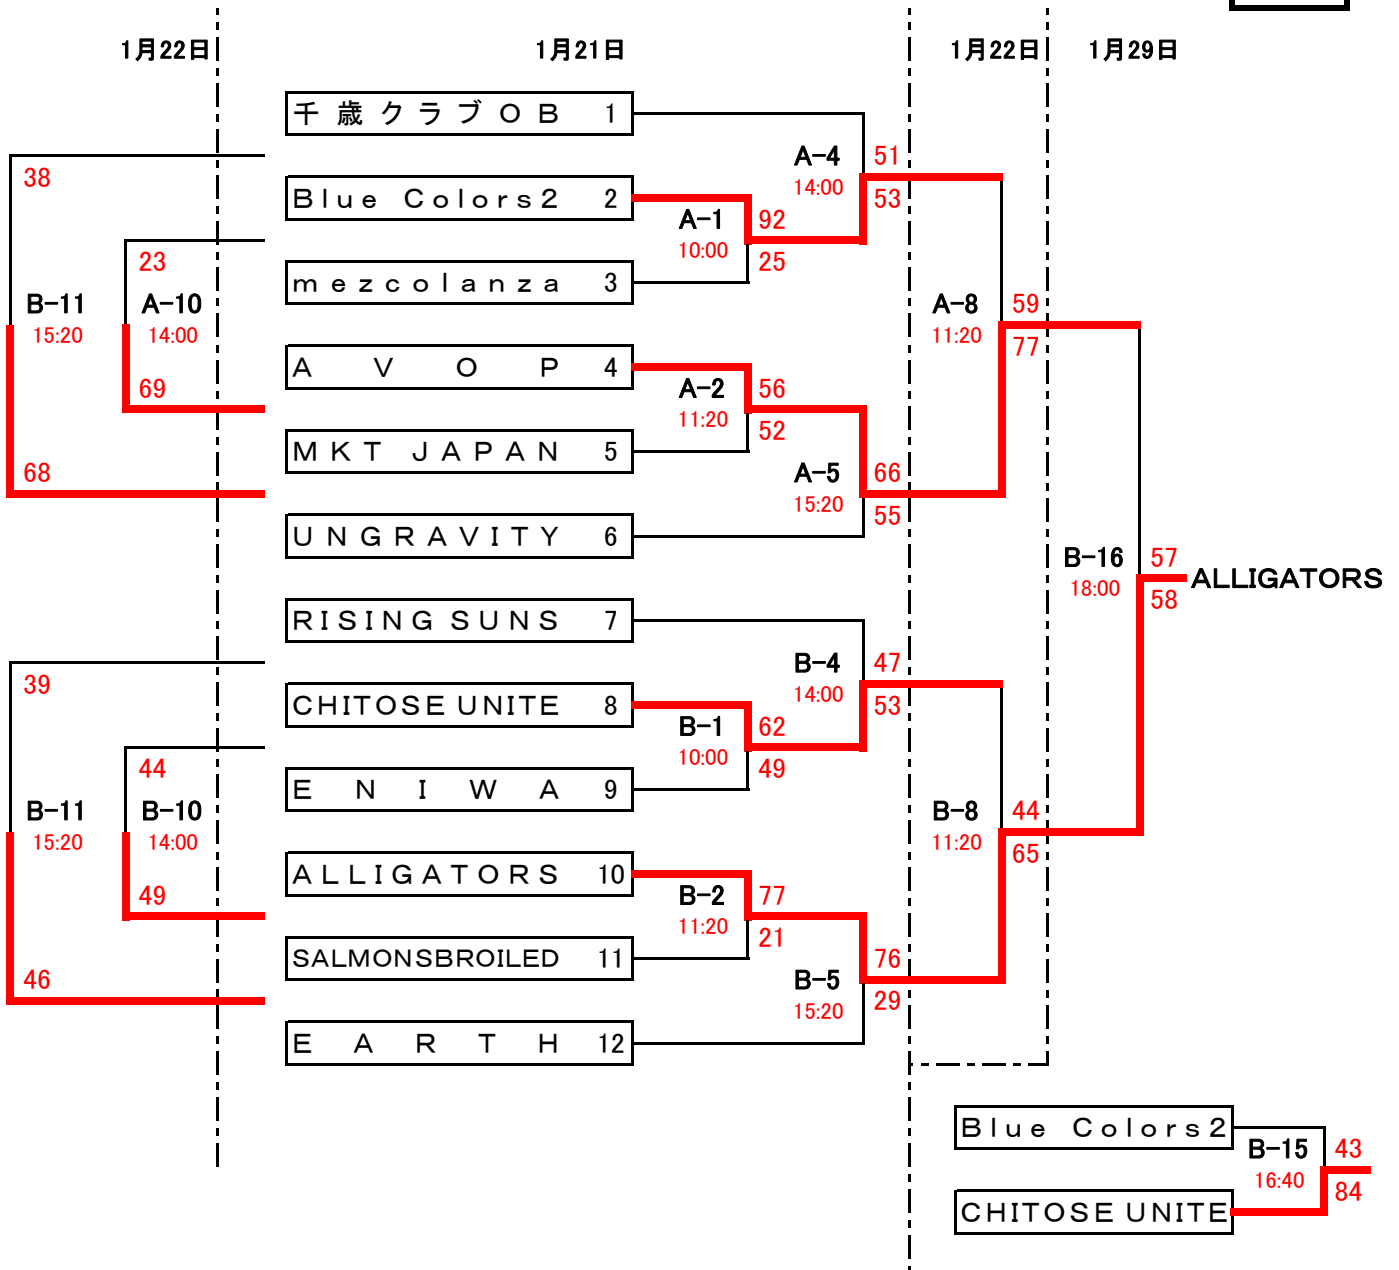 1月22日 1月21日 1月22日 1月29日
千歳クラブOB 1
A-4 51
38
14:00 53
Blue Colors2 2
A-1 92
10:00 25
23
mezcolanza 3
B-11 A-10 A-8 59
15:20 14:00 11:20 77
AVOP 4
69 A-2 56
11:20 52
MKT JAPAN 5
68 A-5 66
15:20 55
UNGRAVITY 6
B-16 57
ALLIGATORS
18:00 58
RISING SUNS 7
B-4 47
39
14:00 53
CHITOSE UNITE 8
B-1 62
10:00 49
44
ENIWA 9
B-11 B-10 B-8 44
15:20 14:00 11:20 65
ALLIGATORS 10
49 B-2 77
11:20 21
SALMONSBROILED 11
46 B-5 76
15:20 29
EARTH 12
Blue Colors2
B-15 43
16:40 84
CHITOSE UNITE